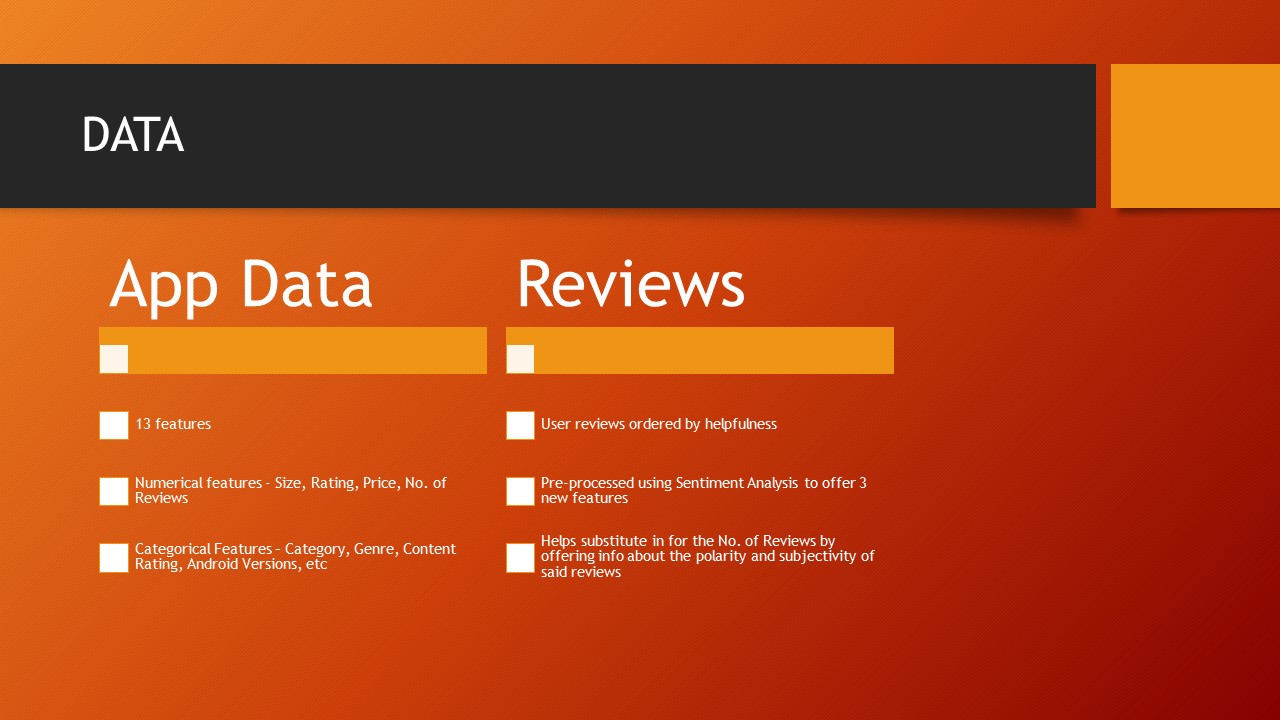 DATA
App Data
13 features
Numerical features - Size, Rating, Price, No. of
Reviews
Categorical Features – Category, Genre, Content
Rating, Android Versions, etc
Reviews
User reviews ordered by helpfulness
Pre-processed using Sentiment Analysis to offer 3
new features
Helps substitute in for the No. of Reviews by
offering info about the polarity and subjectivity of
said reviews